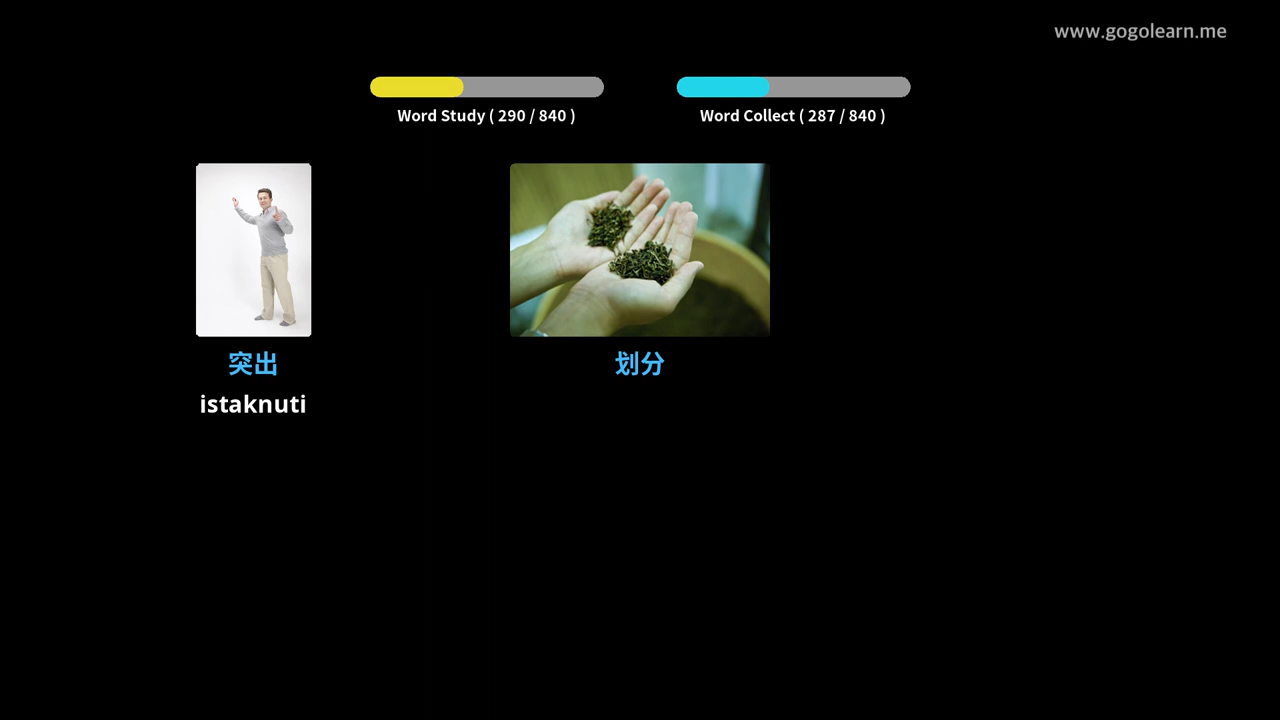 www.gogolearn.me
Word Study ( 290 / 840 )
Word Collect ( 287 / 840 )
突出
划分
istaknuti